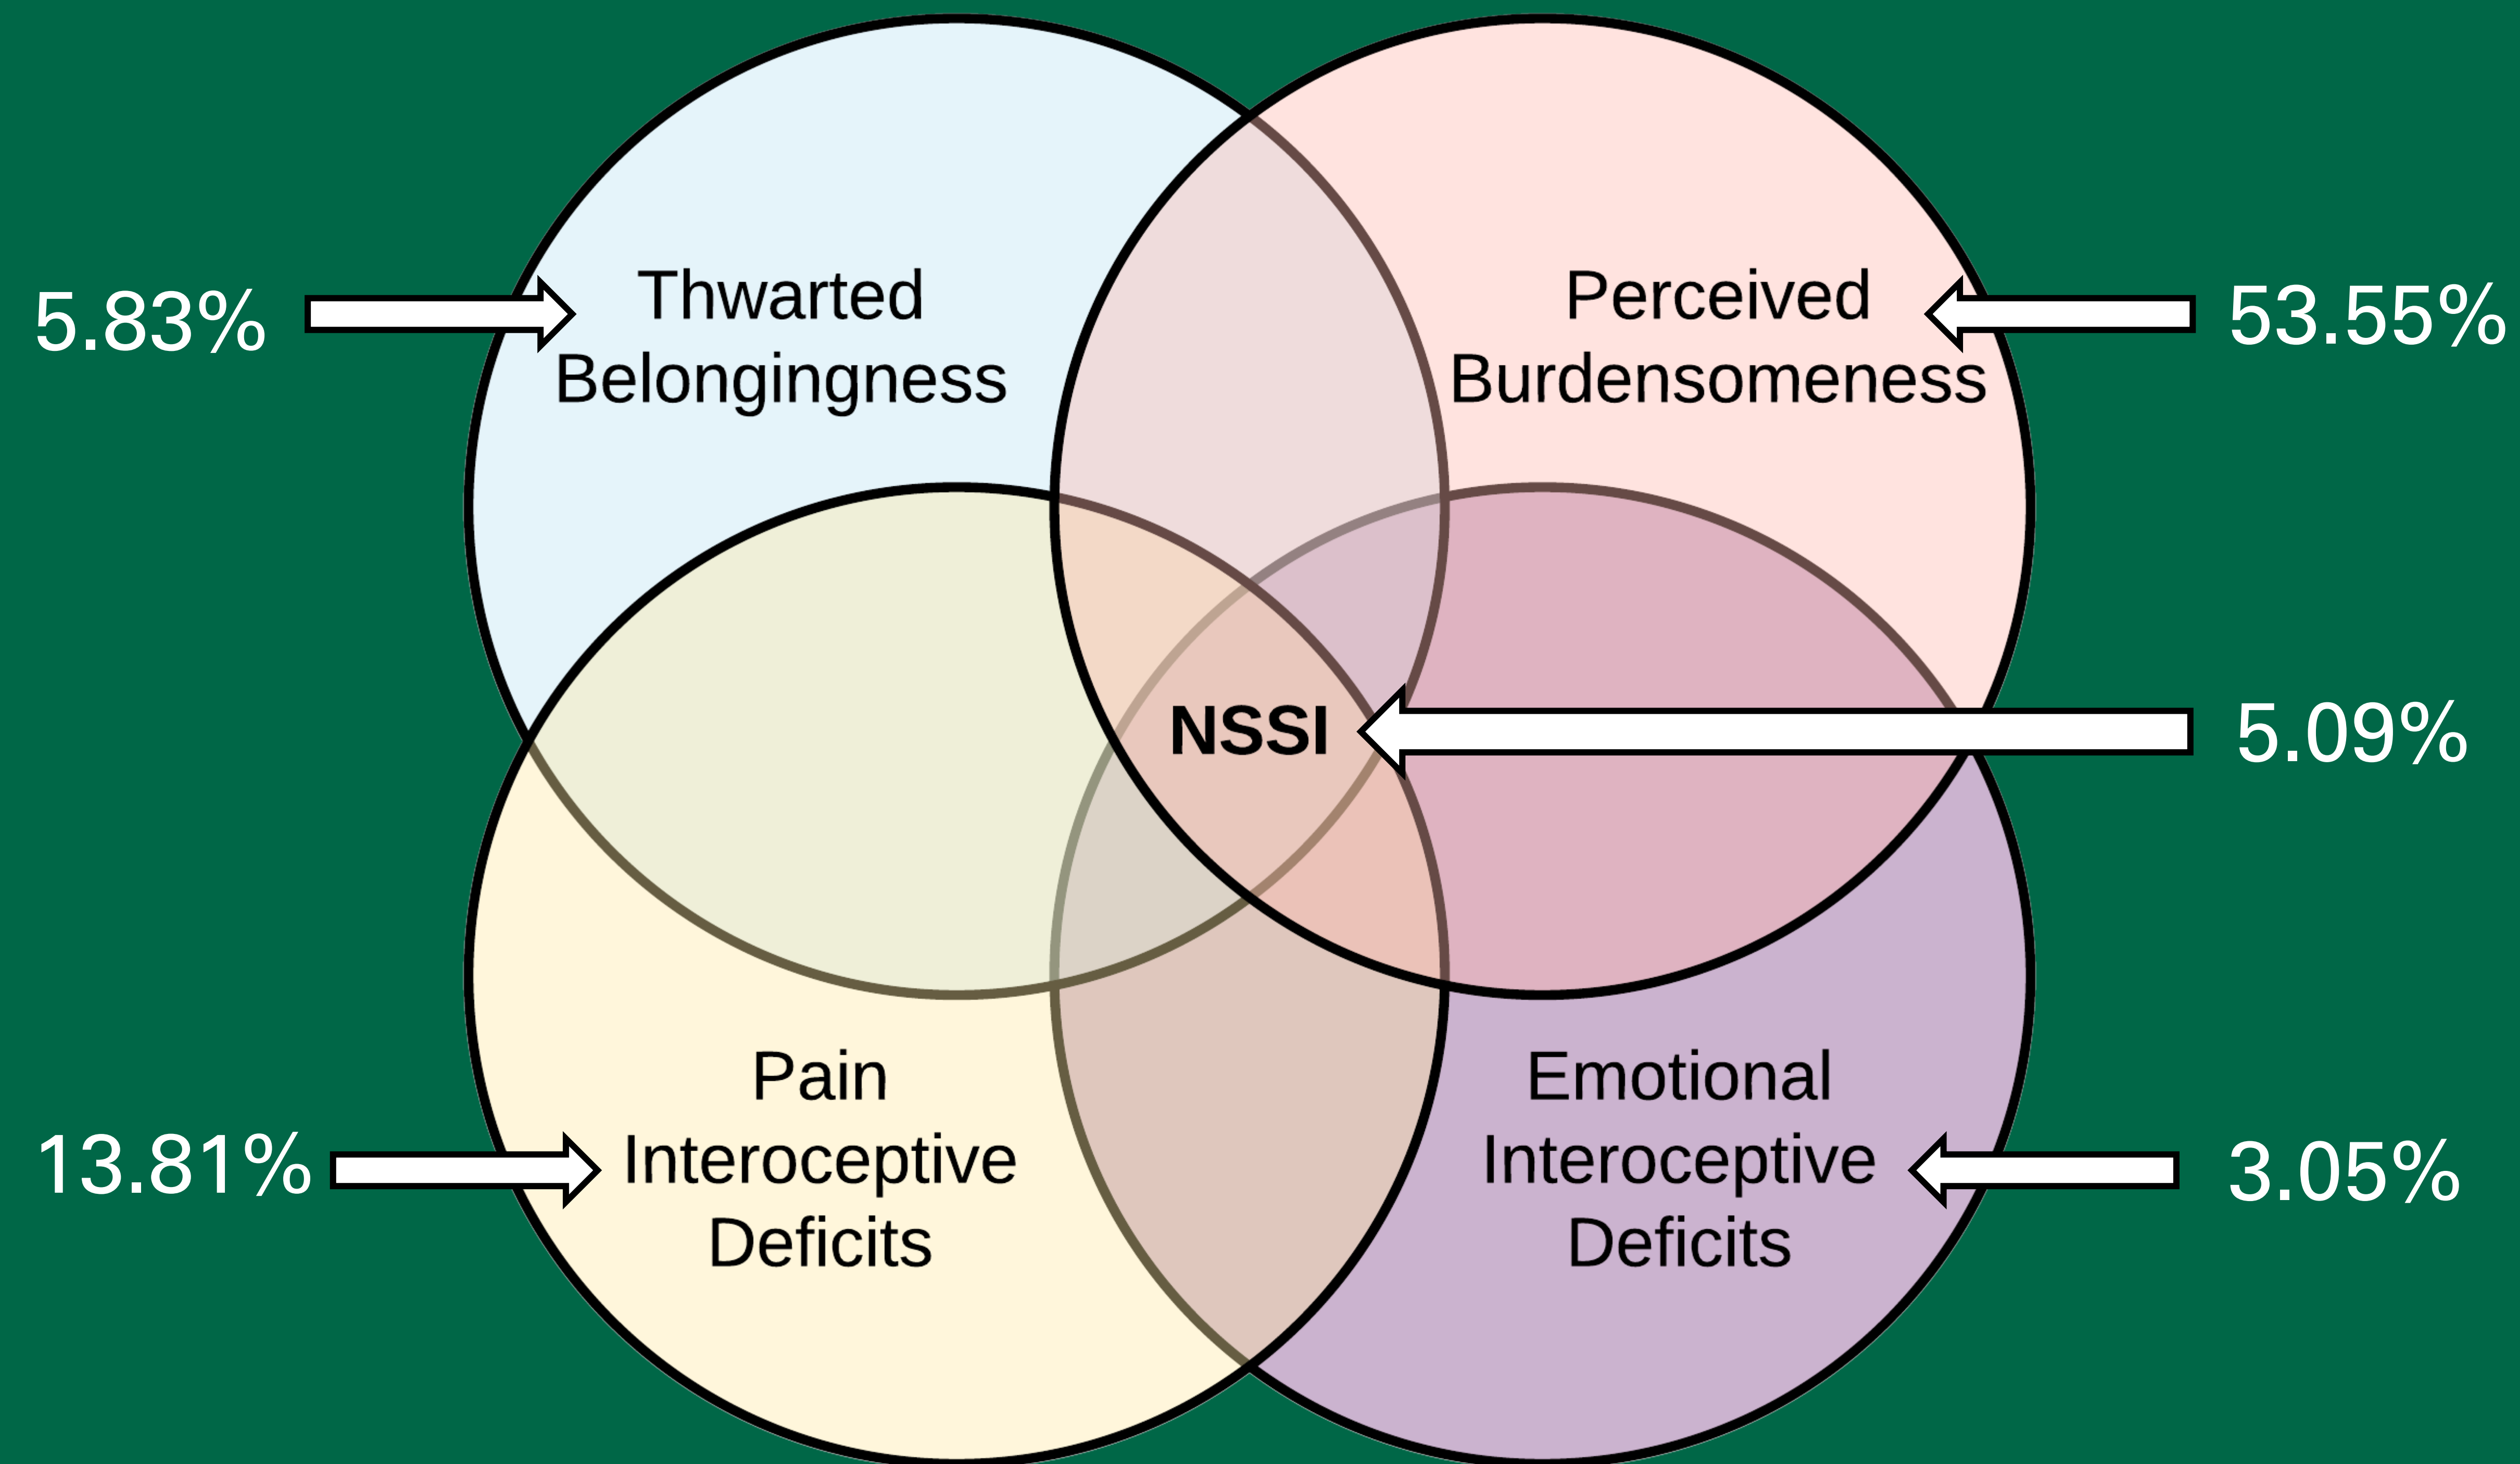 Thwarted
Belongingness
Perceived
Burdensomeness
5.83%
53.55%
NSSI
5.09%
Pain
Interoceptive
Deficits
Emotional
Interoceptive
Deficits
13.81%
3.05%